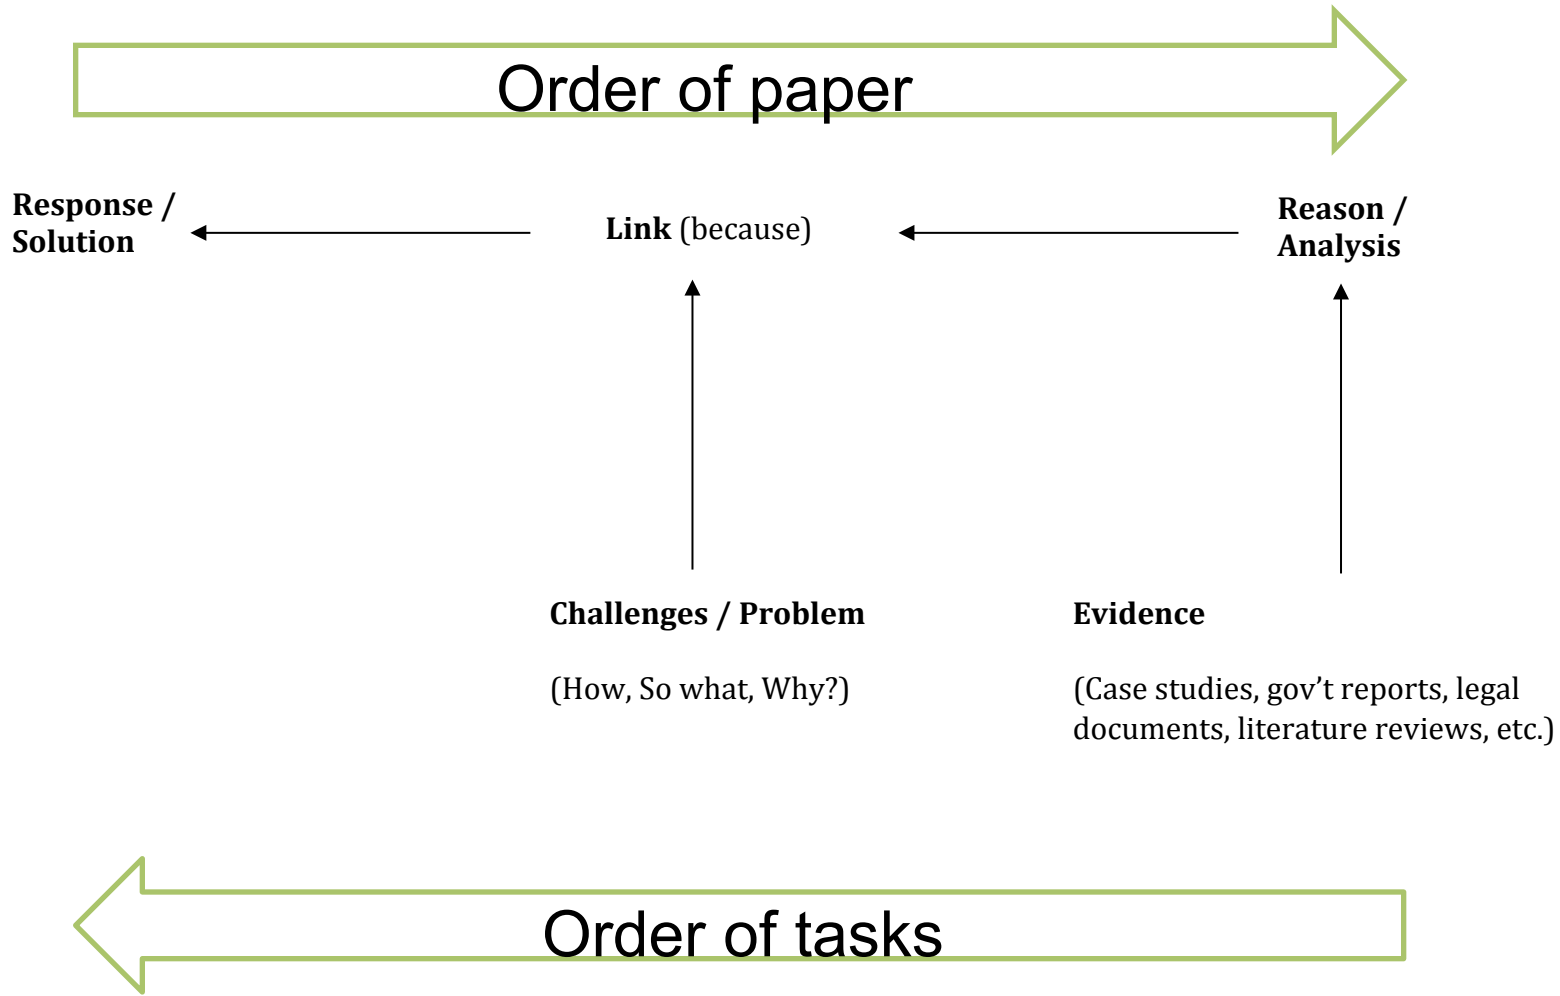 Order of paper
Response /
Solution
Link (because)
Reason /
Analysis
Challenges / Problem
(How, So what, Why?)
Evidence
(Case studies, gov’t reports, legal
documents, literature reviews, etc.)
Order of tasks